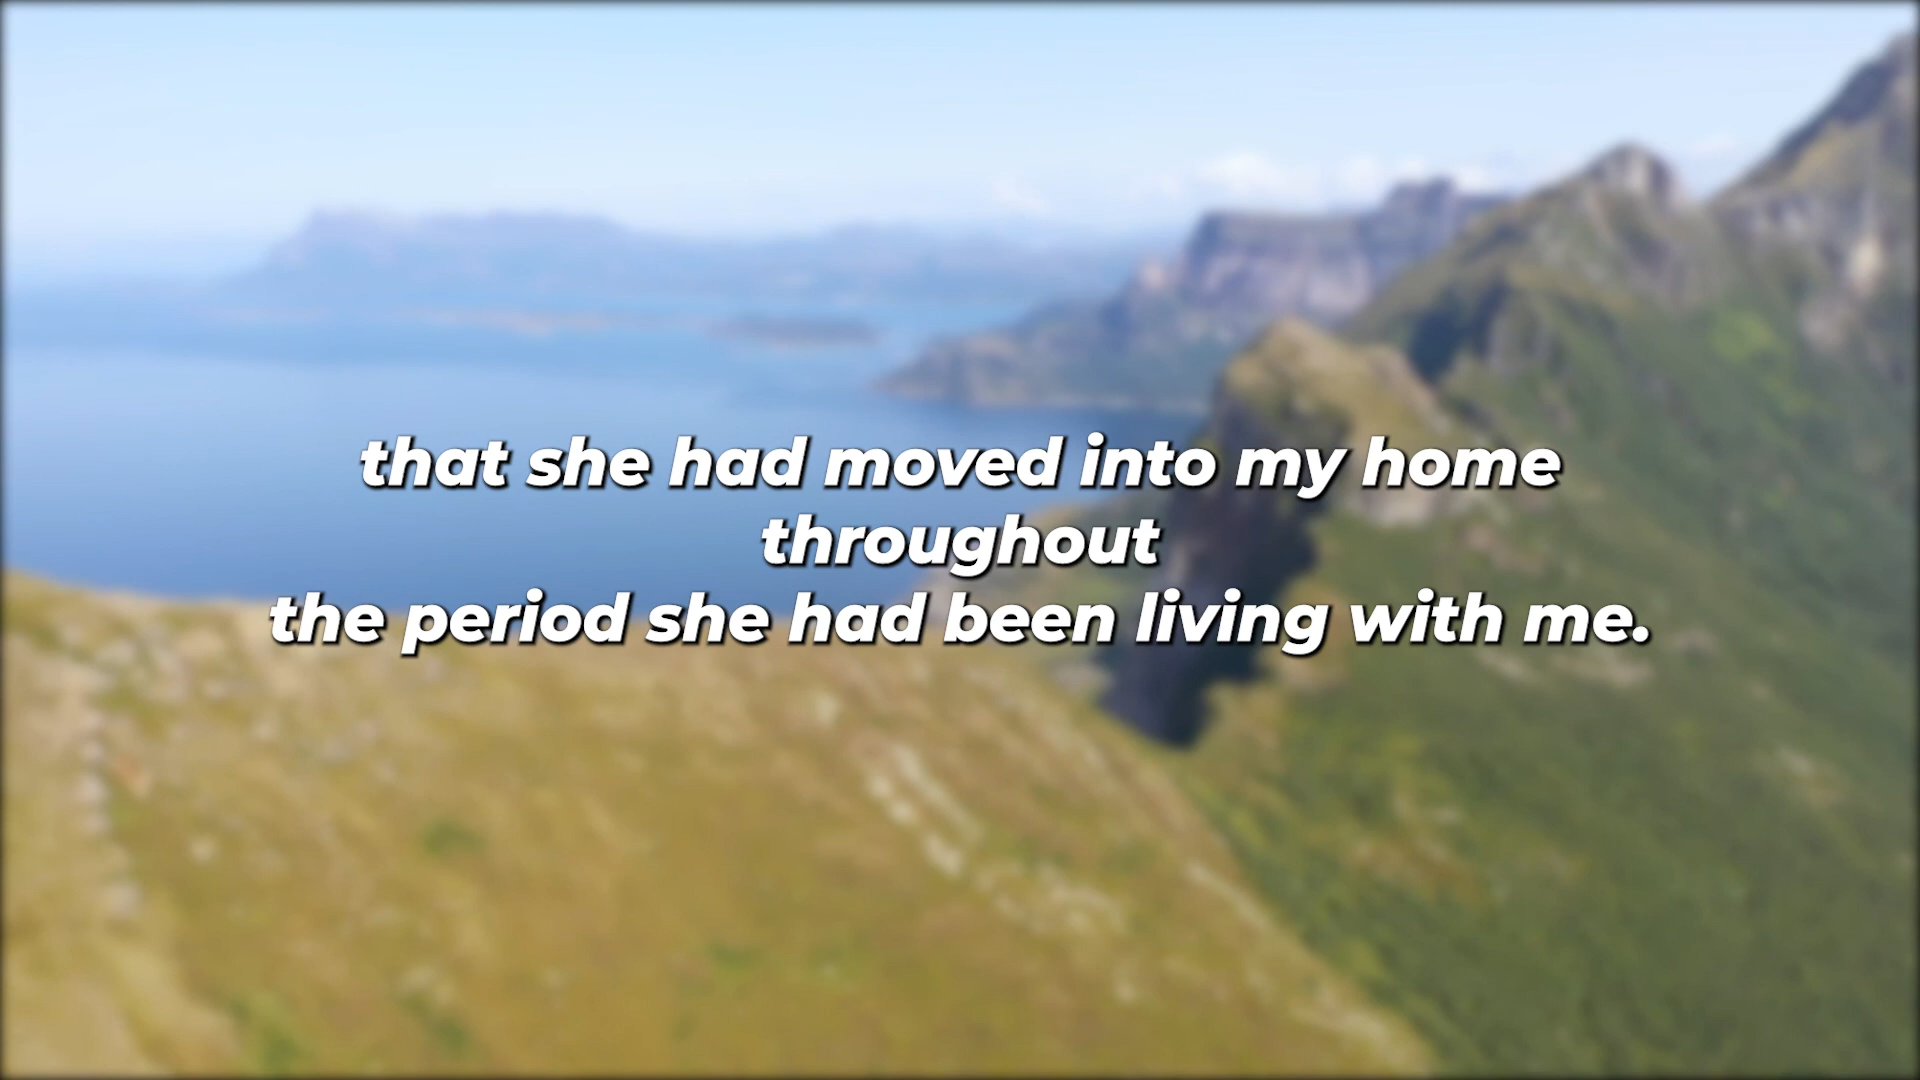 that she had moved into my home
throughout
the period she had been living with me.